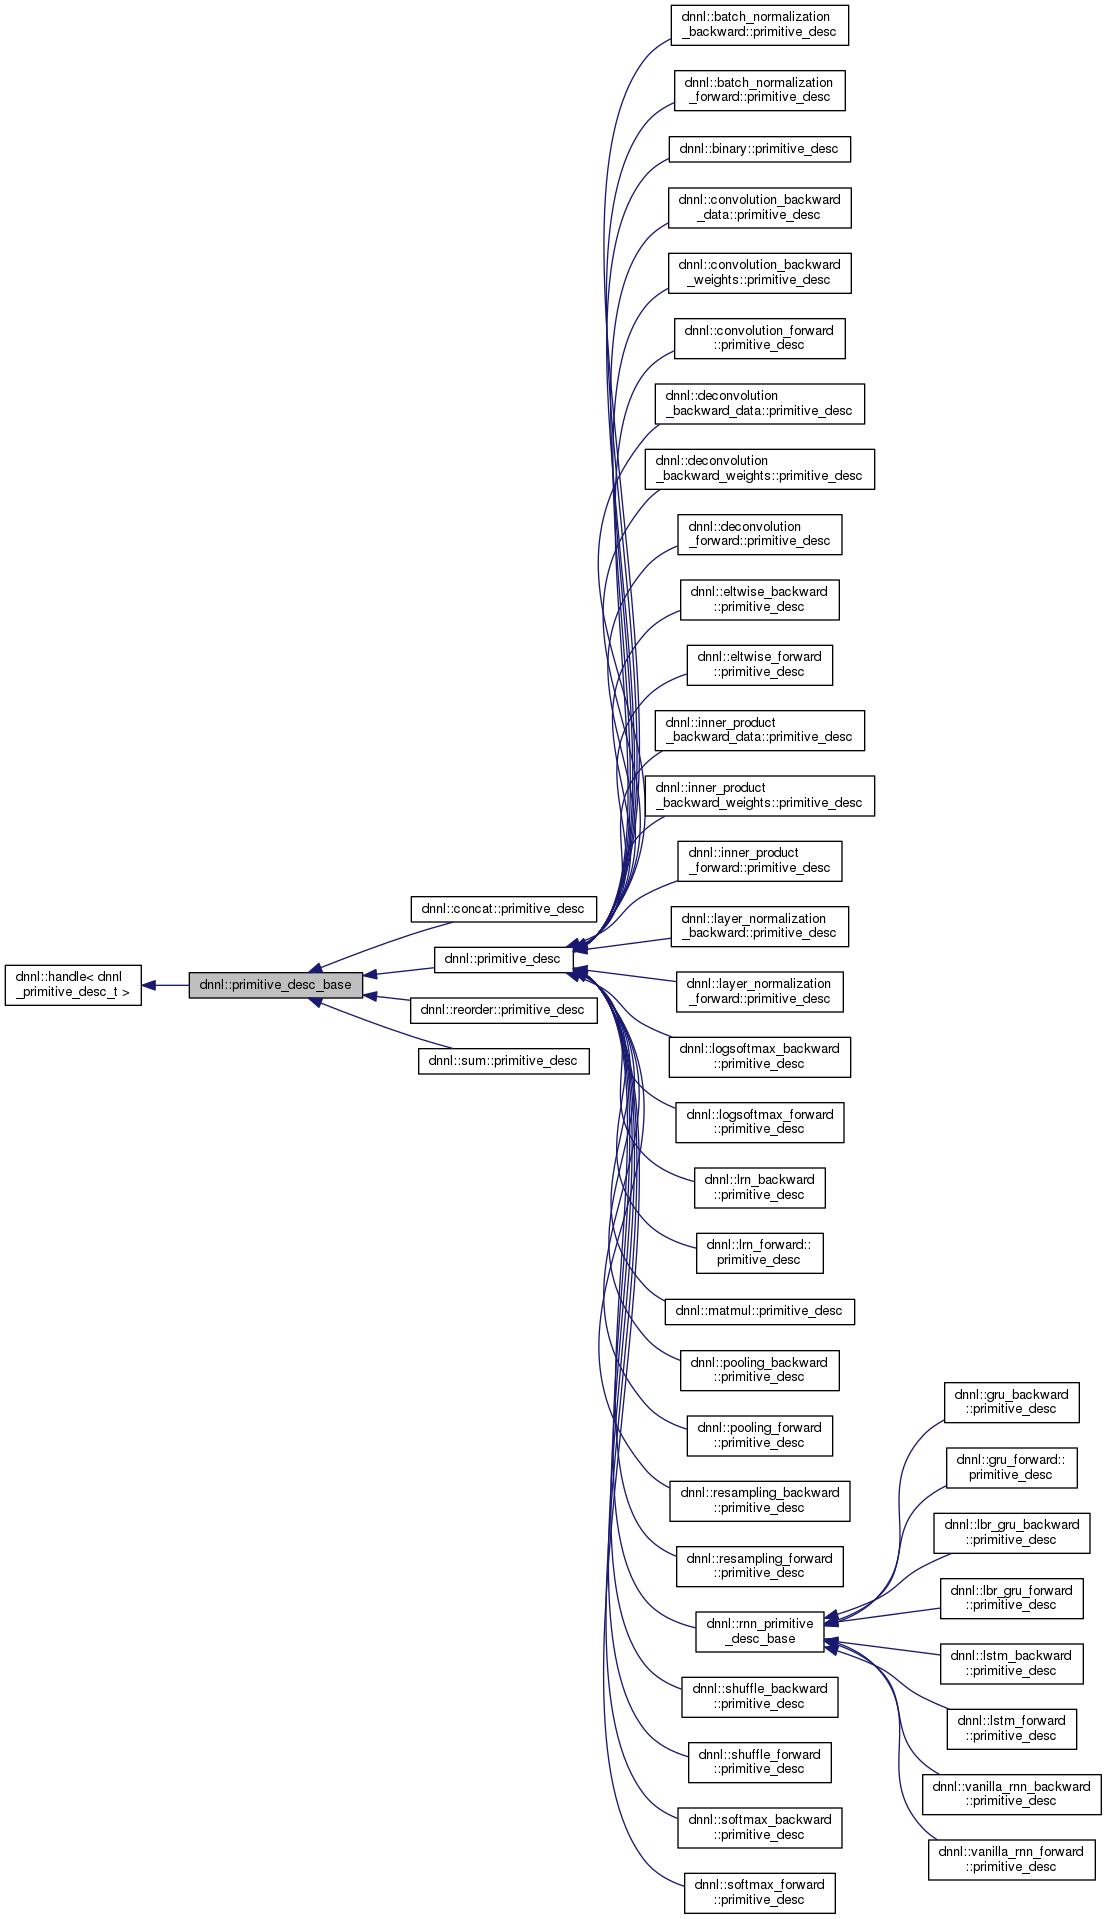 dnnl::handle< dnnl
_primitive_desc_t >
dnnl::primitive_desc_base
dnnl::concat::primitive_desc
dnnl::primitive_desc
dnnl::reorder::primitive_desc
dnnl::sum::primitive_desc
dnnl::batch_normalization
_backward::primitive_desc
dnnl::batch_normalization
_forward::primitive_desc
dnnl::binary::primitive_desc
dnnl::convolution_backward
_data::primitive_desc
dnnl::convolution_backward
_weights::primitive_desc
dnnl::convolution_forward
::primitive_desc
dnnl::deconvolution
_backward_data::primitive_desc
dnnl::deconvolution
_backward_weights::primitive_desc
dnnl::deconvolution
_forward::primitive_desc
dnnl::eltwise_backward
::primitive_desc
dnnl::eltwise_forward
::primitive_desc
dnnl::inner_product
_backward_data::primitive_desc
dnnl::inner_product
_backward_weights::primitive_desc
dnnl::inner_product
_forward::primitive_desc
dnnl::layer_normalization
_backward::primitive_desc
dnnl::layer_normalization
_forward::primitive_desc
dnnl::logsoftmax_backward
::primitive_desc
dnnl::logsoftmax_forward
::primitive_desc
dnnl::lrn_backward
::primitive_desc
dnnl::lrn_forward::
primitive_desc
dnnl::matmul::primitive_desc
dnnl::pooling_backward
::primitive_desc
dnnl::pooling_forward
::primitive_desc
dnnl::resampling_backward
::primitive_desc
dnnl::resampling_forward
::primitive_desc
dnnl::rnn_primitive
_desc_base
dnnl::shuffle_backward
::primitive_desc
dnnl::shuffle_forward
::primitive_desc
dnnl::softmax_backward
::primitive_desc
dnnl::softmax_forward
::primitive_desc
dnnl::gru_backward
::primitive_desc
dnnl::gru_forward::
primitive_desc
dnnl::lbr_gru_backward
::primitive_desc
dnnl::lbr_gru_forward
::primitive_desc
dnnl::lstm_backward
::primitive_desc
dnnl::lstm_forward
::primitive_desc
dnnl::vanilla_rnn_backward
::primitive_desc
dnnl::vanilla_rnn_forward
::primitive_desc